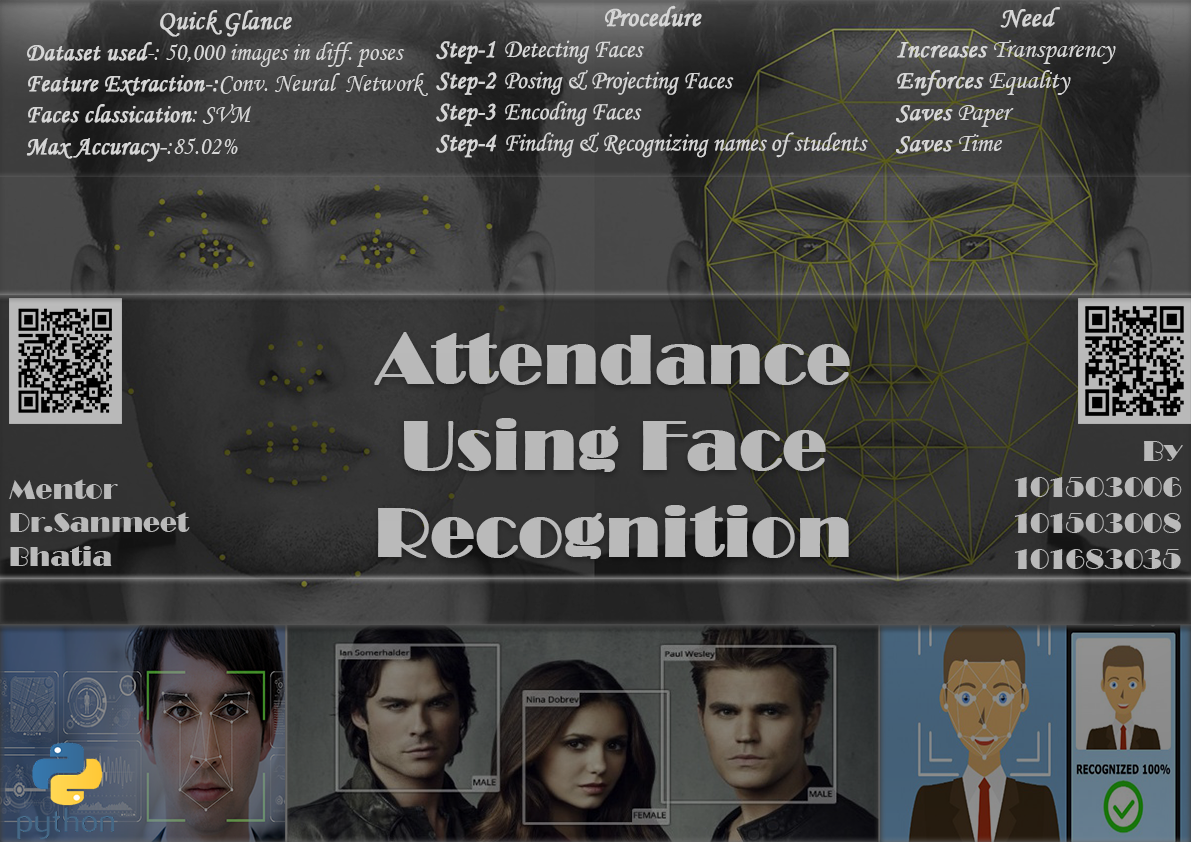 Quick Glance
Dataset used-: 50,000 images in diff. poses
Feature Extraction-:Conv. Neural Network
Faces classication: SVM
Max Accuracy-:85.02%
Procedure
Step-1 Detecting Faces
Step-2 Posing & Projecting Faces
Step-3 Encoding Faces
Step-4 Finding & Recognizing names of students
Need
Increases Transparency
Enforces Equality
Saves Paper
Saves Time
Attendance
Using Face
Recognition
Mentor
Dr.Sanmeet
Bhatia
By
101503006
101503008
101683035
python
Ian Somerhalder
MALE
Nina Dobrev
FEMALE
Paul Wesley
MALE
RECOGNIZED 100%